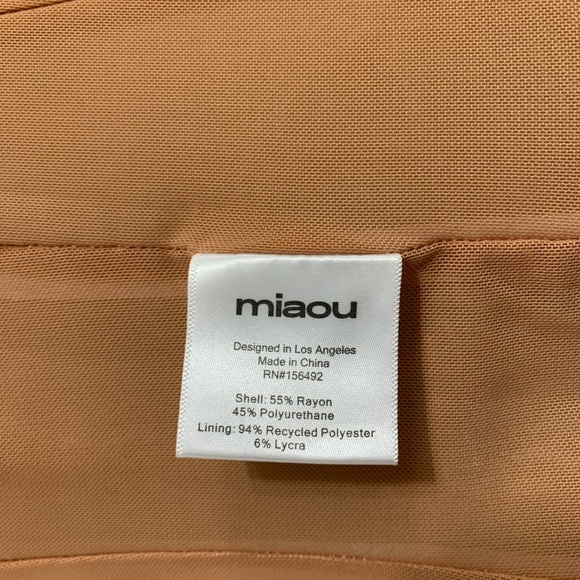 miaou
Designed in Los Angeles
Made in China
RN#156492
Shell: 55% Rayon
45% Polyurethane
Lining: 94% Recycled Polyester
6% Lycra